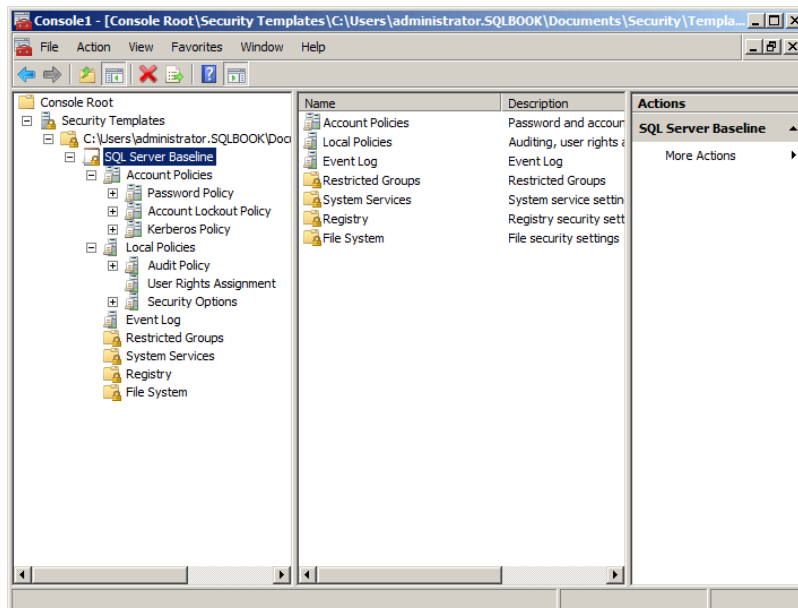 Console1 - [Console Root\Security Templates\C:\Users\administrator.SQLBOOK\Documents\Security\Templa...
File Action View Favorites Window Help
Console Root
Security Templates
C:\Users\administrator.SQLBOOK\Doc
SQL Server Baseline
Account Policies
Password Policy
Account Lockout Policy
Kerberos Policy
Local Policies
Audit Policy
User Rights Assignment
Security Options
Event Log
Restricted Groups
System Services
Registry
File System
Name Description
Account Policies Password and accoun
Local Policies Auditing, user rights a
Event Log Event Log
Restricted Groups Restricted Groups
System Services System service settin
Registry Registry security sett
File System File security settings
Actions
SQL Server Baseline
More Actions